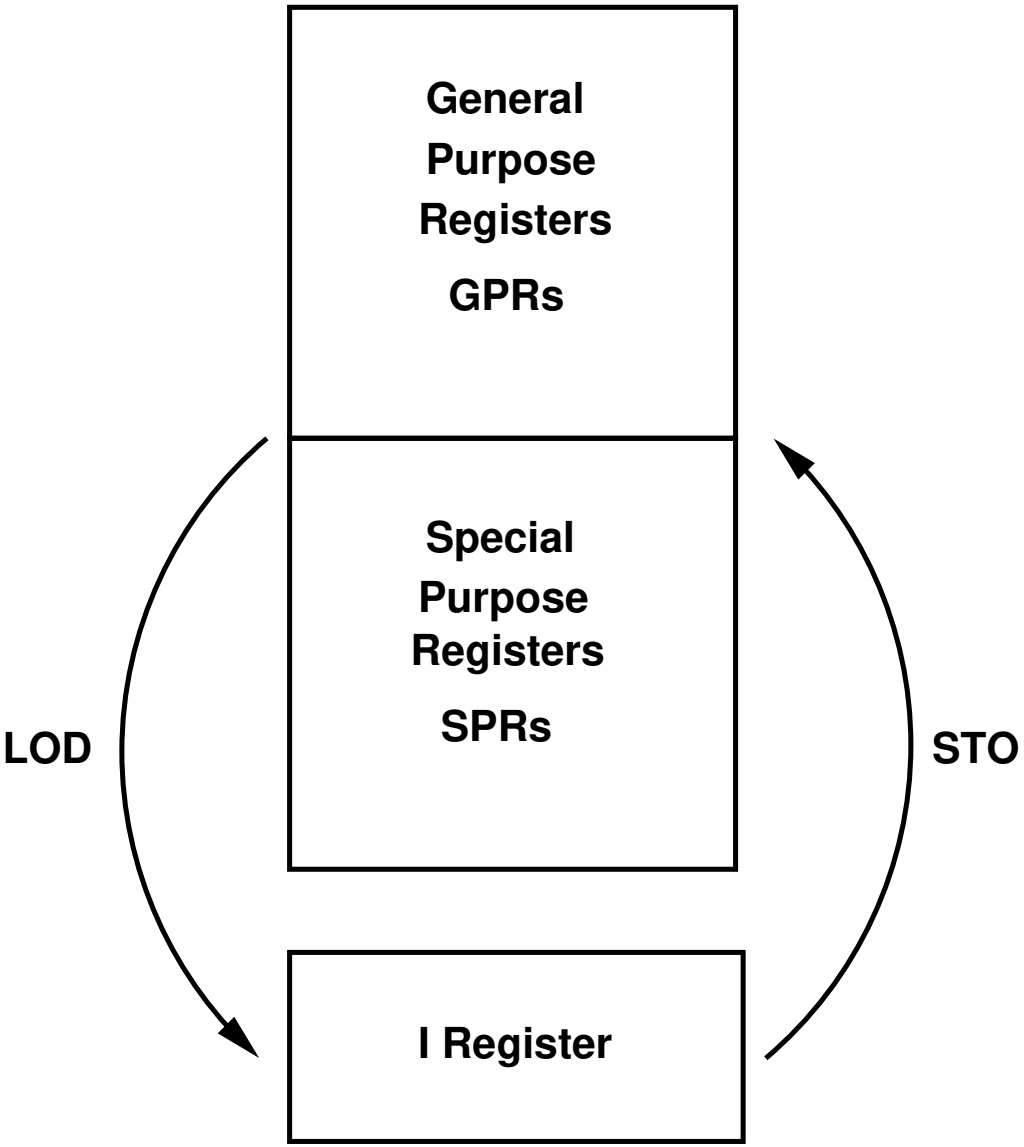 General
Purpose
Registers
GPRs
Special
Purpose
Registers
SPRs
LOD
STO
I Register